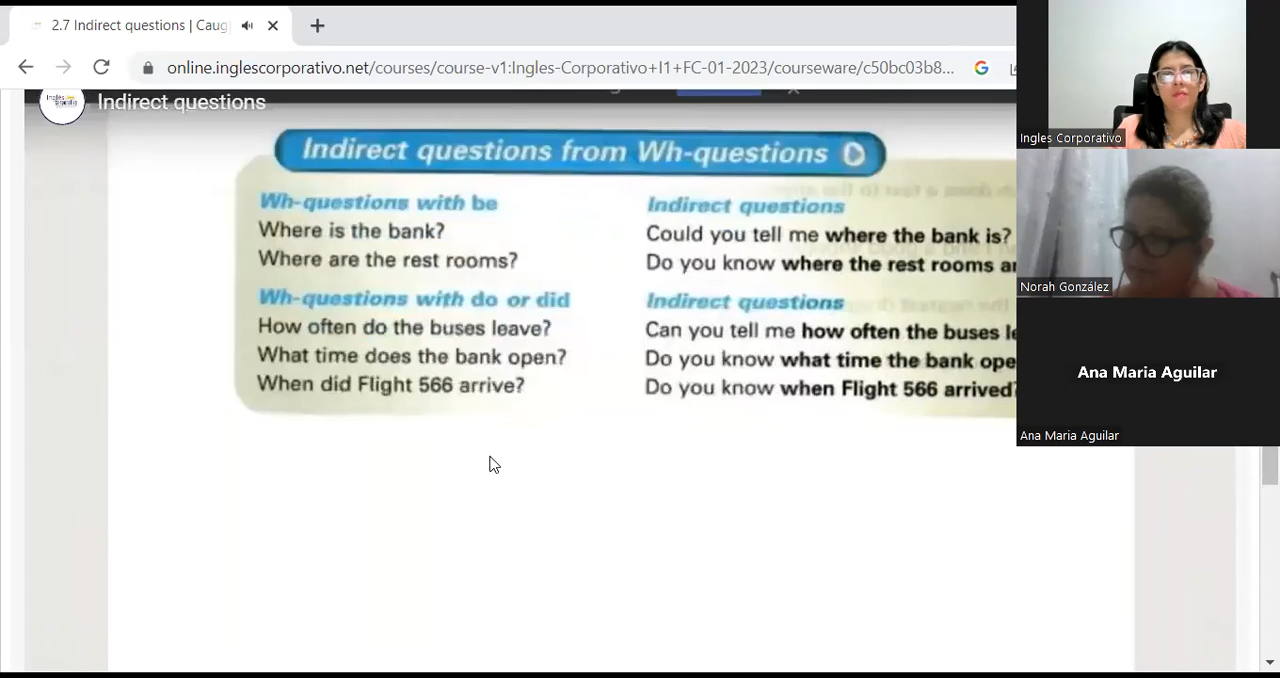 2.7 Indirect questions | Caug
online.inglescorporativo.net/courses/course-v1:Ingles-Corporativo+I1+FC-01-2023/courseware/c50bc03b8...
Indirect questions
Indirect questions from Wh-questions
Wh-questions with be
Where is the bank?
Where are the rest rooms?
Wh-questions with do or did
How often do the buses leave?
What time does the bank open?
When did Flight 566 arrive?
Indirect questions
Could you tell me where the bank is?
Do you know where the rest rooms ar
Indirect questions
Can you tell me how often the buses le
Do you know what time the bank ope
Do you know when Flight 566 arrived?
Ingles Corporativo
Norah González
Ana Maria Aguilar
Ana Maria Aguilar